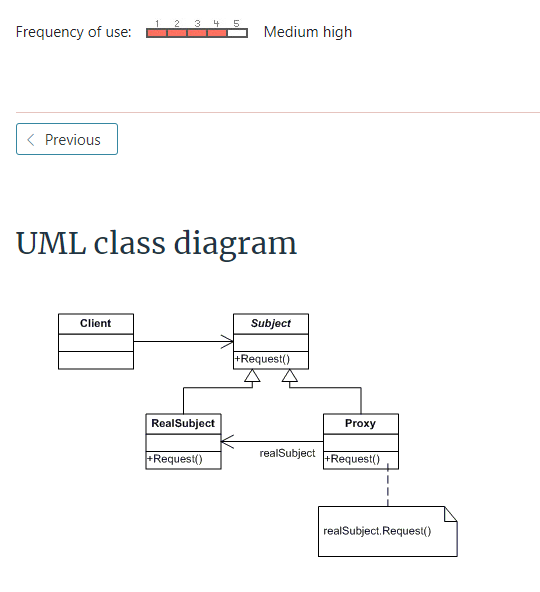 1 2 3 4 5
Frequency of use: Medium high
Previous
UML class diagram
Client
Subject
+Request()
RealSubject
Proxy
+Request()
realSubject
+Request()
realSubject.Request()